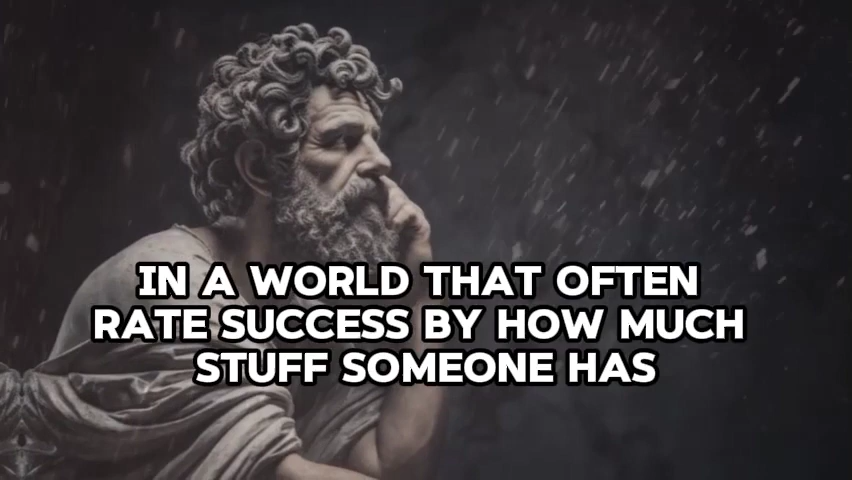 IN A WORLD THAT OFTEN
RATE SUCCESS BY HOW MUCH
STUFF SOMEONE HAS